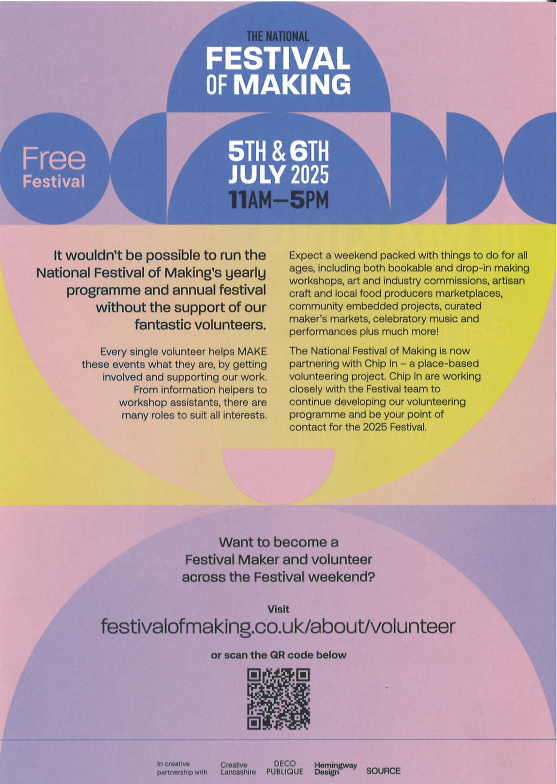 THE NATIONAL
FESTIVAL
OF MAKING
Free
Festival
5TH & 6TH
JULY 2025
11AM—5PM
It wouldn't be possible to run the
National Festival of Making's yearly
programme and annual festival
without the support of our
fantastic volunteers.
Every single volunteer helps MAKE
these events what they are, by getting
involved and supporting our work.
From information helpers to
workshop assistants, there are
many roles to suit all interests.
Expect a weekend packed with things to do for all
ages, including both bookable and drop-in making
workshops, art and industry commissions, artisan
craft and local food producers marketplaces,
community embedded projects, curated
maker's markets, celebratory music and
performances plus much more!
The National Festival of Making is now
partnering with Chip In – a place-based
volunteering project. Chip In are working
closely with the Festival team to
continue developing our volunteering
programme and be your point of
contact for the 2025 Festival.
Want to become a
Festival Maker and volunteer
across the Festival weekend?
Visit
festivalofmaking.co.uk/about/volunteer
or scan the QR code below
In creative
partnership with
Creative
Lancashire
DECO
PUBLIQUE
Hemingway
Design
SOURCE